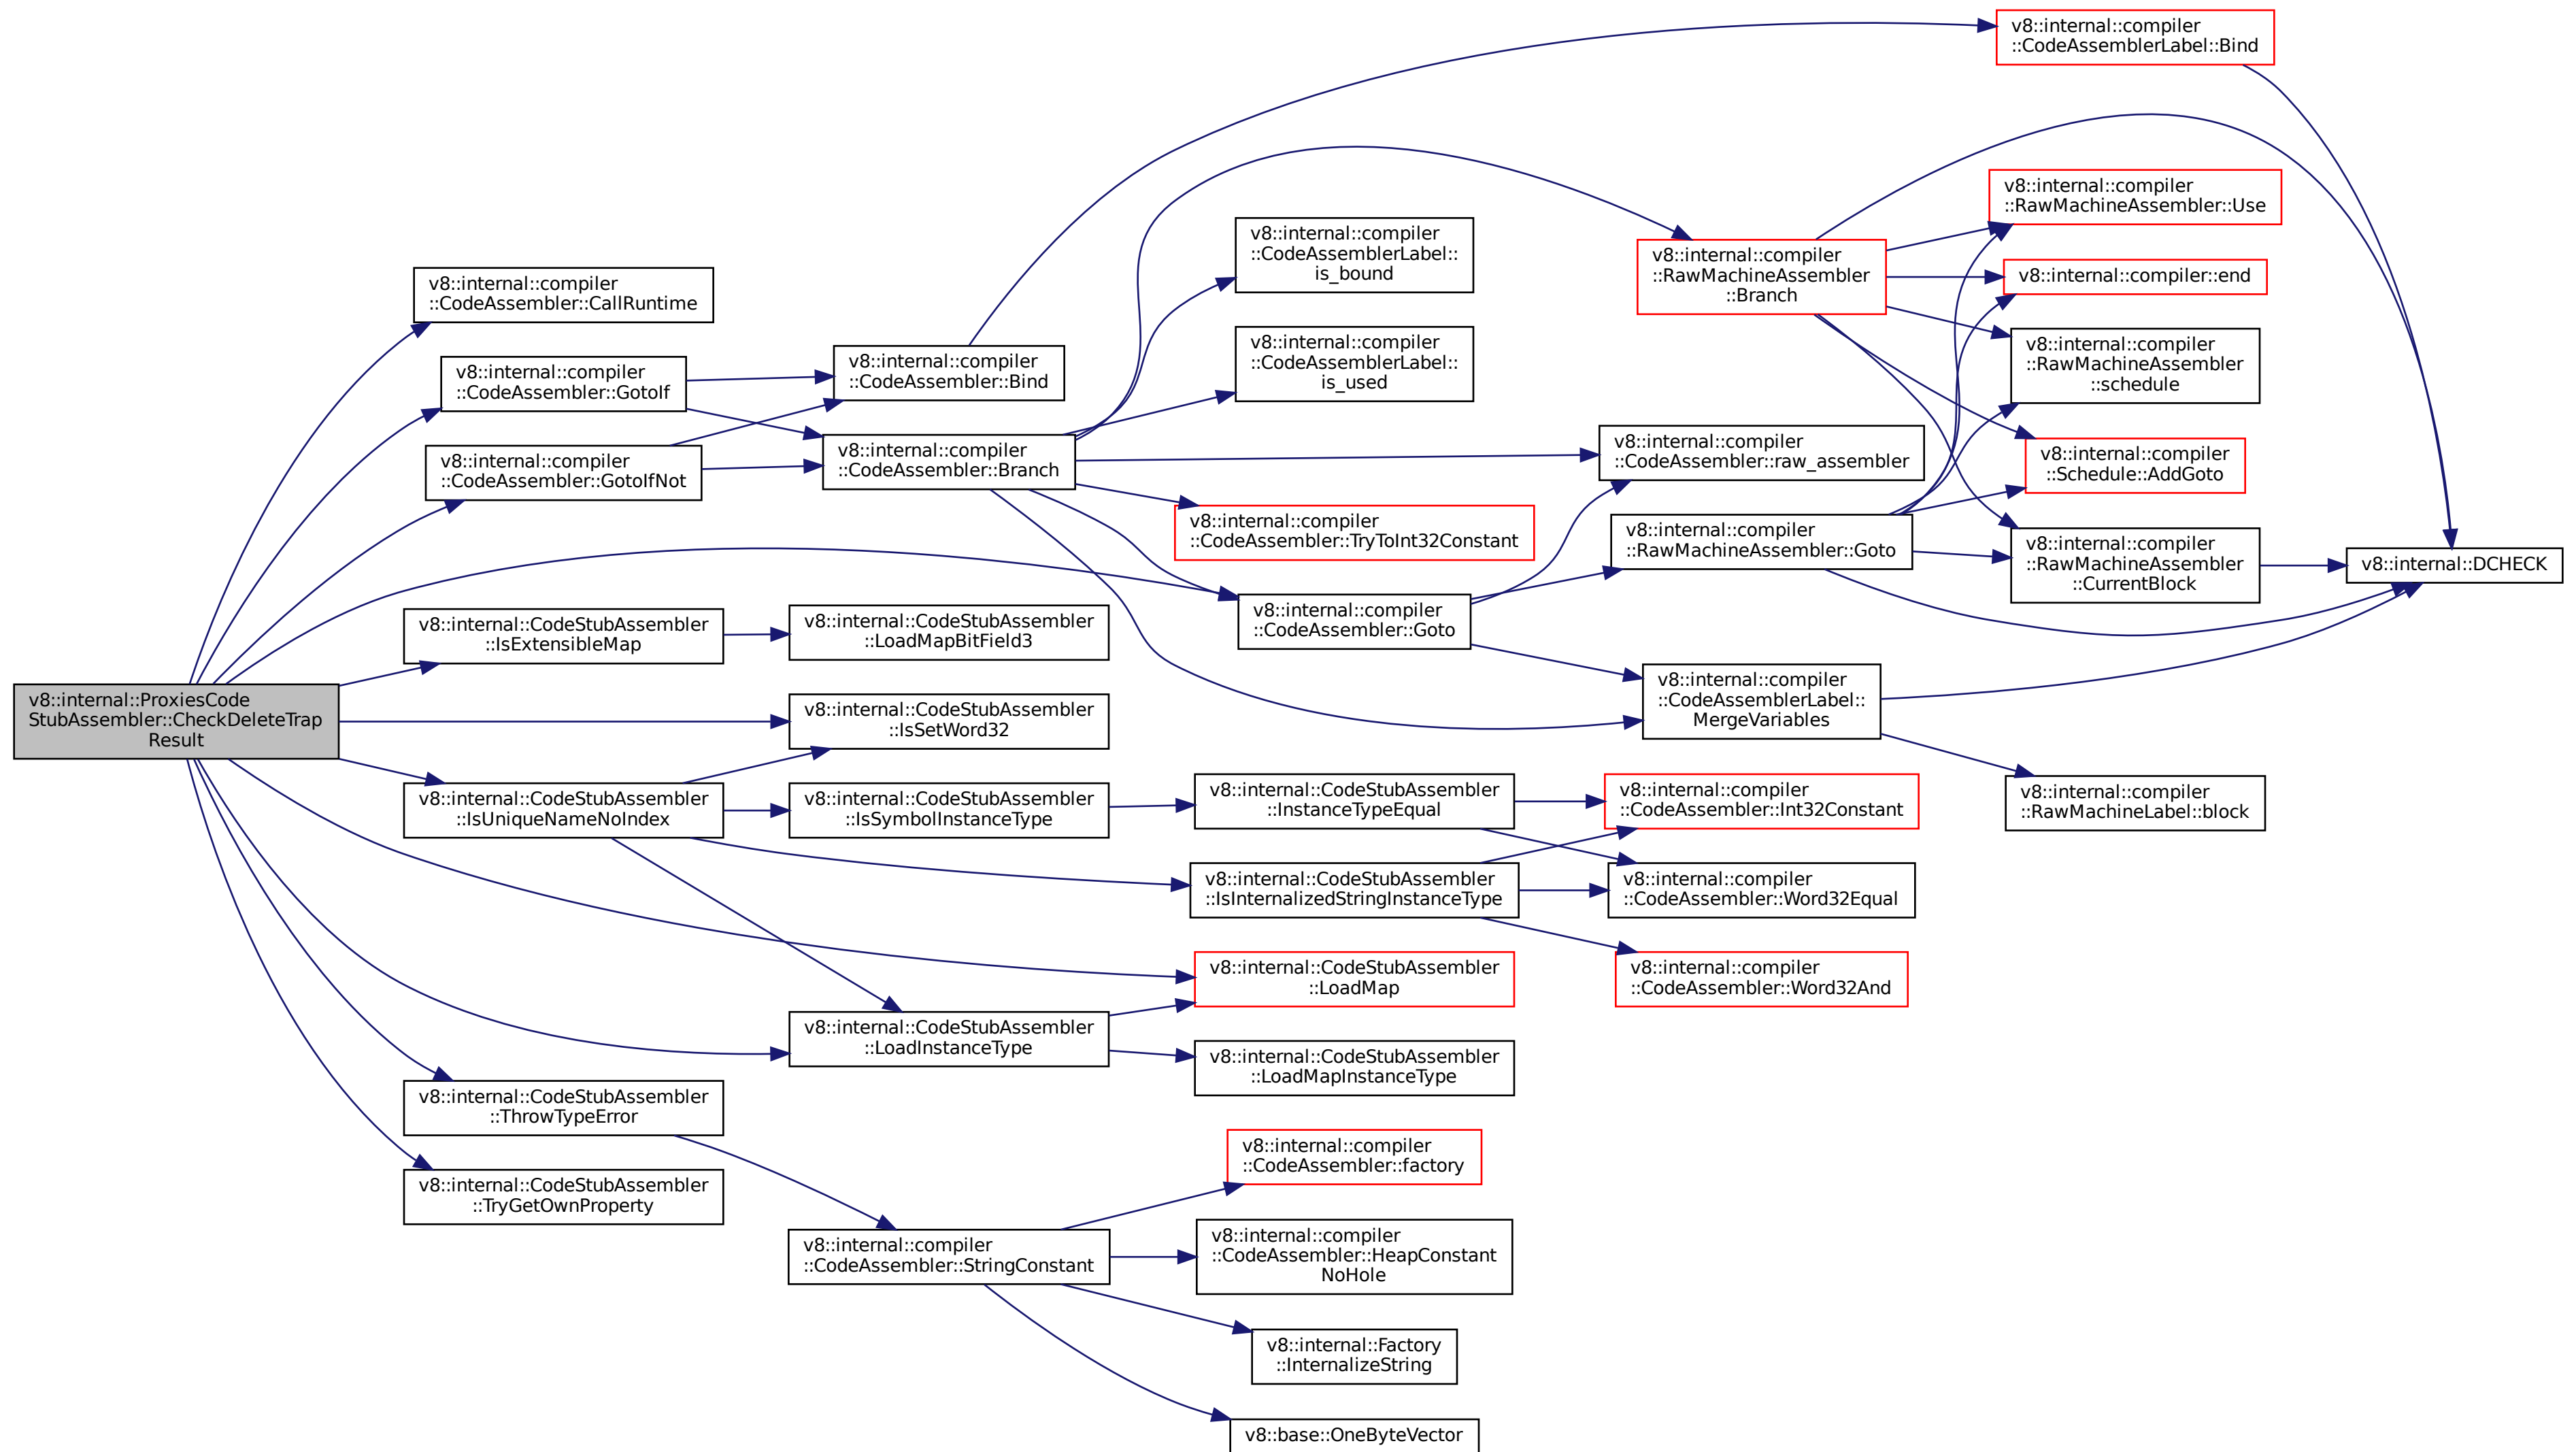 v8::internal::ProxiesCode
StubAssembler::CheckDeleteTrap
Result
v8::internal::compiler
::CodeAssembler::CallRuntime
v8::internal::compiler
::CodeAssembler::GotoIf
v8::internal::compiler
::CodeAssembler::GotoIfNot
v8::internal::CodeStubAssembler
::IsExtensibleMap
v8::internal::CodeStubAssembler
::IsUniqueNameNoIndex
v8::internal::CodeStubAssembler
::ThrowTypeError
v8::internal::CodeStubAssembler
::TryGetOwnProperty
v8::internal::compiler
::CodeAssembler::Bind
v8::internal::compiler
::CodeAssembler::Branch
v8::internal::CodeStubAssembler
::LoadMapBitField3
v8::internal::CodeStubAssembler
::IsSetWord32
v8::internal::CodeStubAssembler
::IsSymbolInstanceType
v8::internal::CodeStubAssembler
::LoadInstanceType
v8::internal::compiler
::CodeAssembler::StringConstant
v8::internal::compiler
::CodeAssemblerLabel::
is_bound
v8::internal::compiler
::CodeAssemblerLabel::
is_used
v8::internal::compiler
::CodeAssembler::TryToInt32Constant
v8::internal::compiler
::CodeAssembler::Goto
v8::internal::CodeStubAssembler
::InstanceTypeEqual
v8::internal::CodeStubAssembler
::IsInternalizedStringInstanceType
v8::internal::CodeStubAssembler
::LoadMap
v8::internal::CodeStubAssembler
::LoadMapInstanceType
v8::internal::compiler
::CodeAssembler::factory
v8::internal::compiler
::CodeAssembler::HeapConstant
NoHole
v8::internal::Factory
::InternalizeString
v8::base::OneByteVector
v8::internal::compiler
::RawMachineAssembler
::Branch
v8::internal::compiler
::CodeAssembler::raw_assembler
v8::internal::compiler
::RawMachineAssembler::Goto
v8::internal::compiler
::CodeAssemblerLabel::
MergeVariables
v8::internal::compiler
::CodeAssembler::Int32Constant
v8::internal::compiler
::CodeAssembler::Word32Equal
v8::internal::compiler
::CodeAssembler::Word32And
v8::internal::compiler
::CodeAssemblerLabel::Bind
v8::internal::compiler
::RawMachineAssembler::Use
v8::internal::compiler::end
v8::internal::compiler
::RawMachineAssembler
::schedule
v8::internal::compiler
::Schedule::AddGoto
v8::internal::compiler
::RawMachineAssembler
::CurrentBlock
v8::internal::compiler
::RawMachineLabel::block
v8::internal::DCHECK